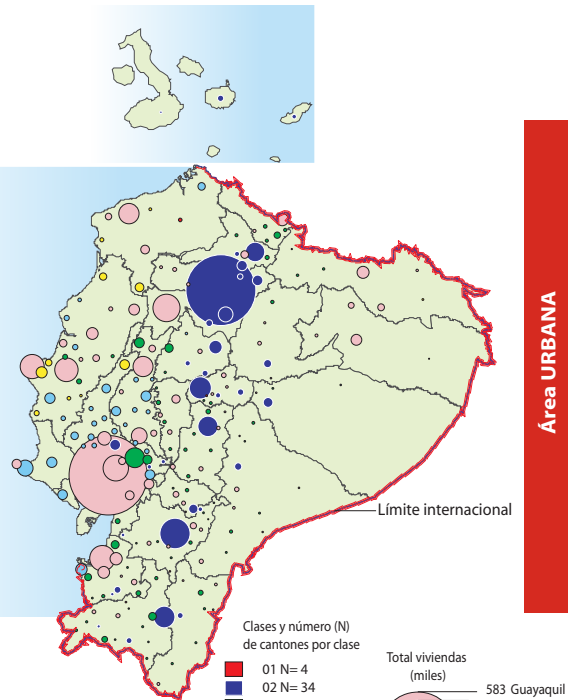 Área URBANA
Límite internacional
Clases y número (N)
de cantones por clase
01 N= 4
02 N= 34
Total viviendas
(miles)
583 Guayaquil